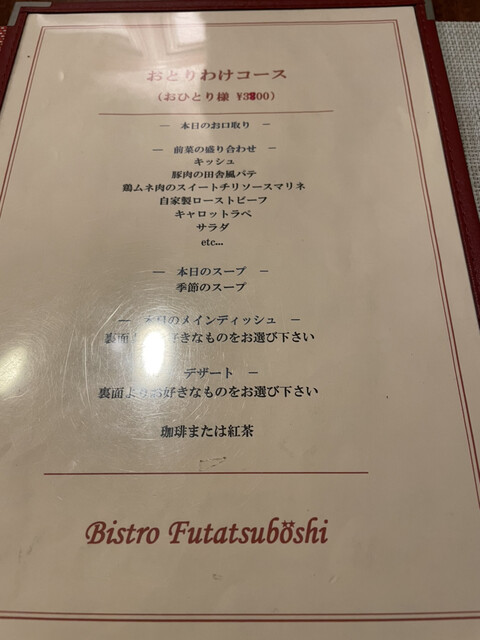 おとりわけコース
(おひとり様
— 本日のお口取り —
— 前菜の盛り合わせ —
キッシュ
豚肉の田舎風パテ
鶏ムネ肉のスイートチリソースマリネ
自家製ローストビーフ
キャロットラペ
サラダ
etc...
— 本日のスープ —
季節のスープ
— 本日のメインディッシュ —
裏面よりお好きなものをお選び下さい
デザート —
裏面よりお好きなものをお選び下さい
珈琲または紅茶
Bistro Futatsuboshi